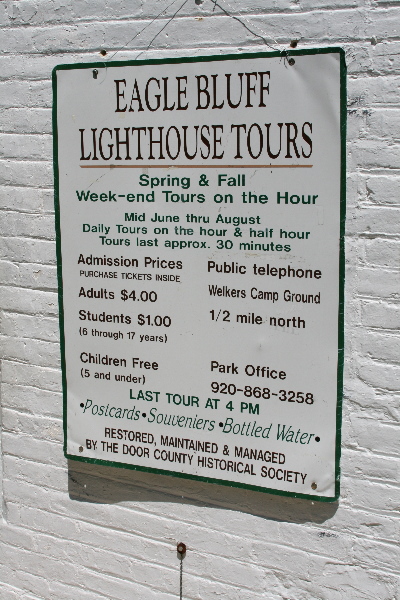 EAGLE BLUFF
LIGHTHOUSE TOURS
Spring & Fall
Week-end Tours on the Hour
Mid June thru August
Daily Tours on the hour & half hour
Tours last approx. 30 minutes
Admission Prices
PURCHASE TICKETS INSIDE
Adults $4.00
Students $1.00
(6 through 17 years)
Children Free
(5 and under)
Public telephone
Welkers Camp Ground
1/2 mile north
Park Office
920-868-3258
LAST TOUR AT 4 PM
•Postcards•Souveniers•Bottled Water•
RESTORED, MAINTAINED & MANAGED
BY THE DOOR COUNTY HISTORICAL SOCIETY